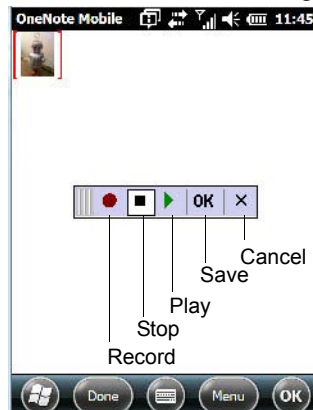 OneNote Mobile 11:45
OK
Cancel
Save
Play
Stop
Record
Done Menu OK